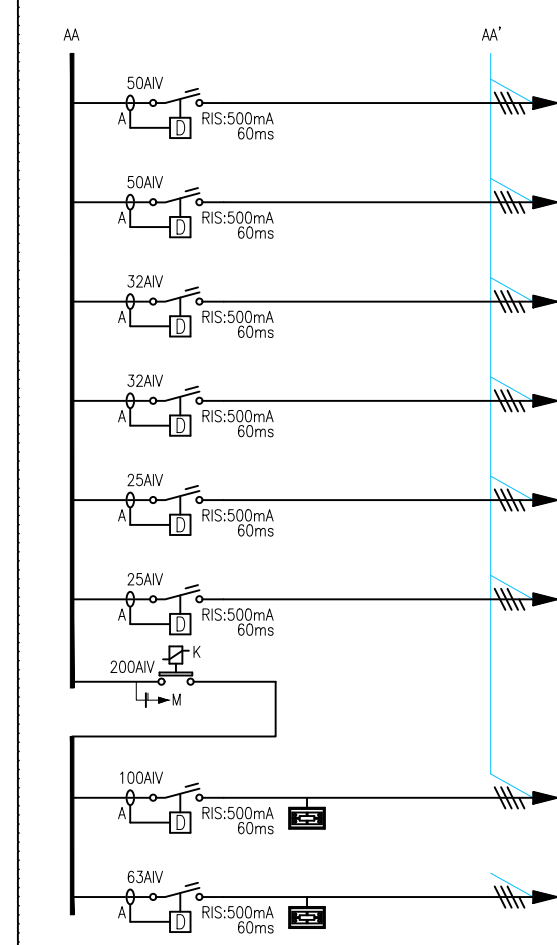 AA
AA'
50AIV
A
D
RIS:500mA
60ms
50AIV
A
D
RIS:500mA
60ms
32AIV
A
D
RIS:500mA
60ms
32AIV
A
D
RIS:500mA
60ms
25AIV
A
D
RIS:500mA
60ms
25AIV
A
D
RIS:500mA
60ms
K
200AIV
M
100AIV
A
D
RIS:500mA
60ms
63AIV
A
D
RIS:500mA
60ms